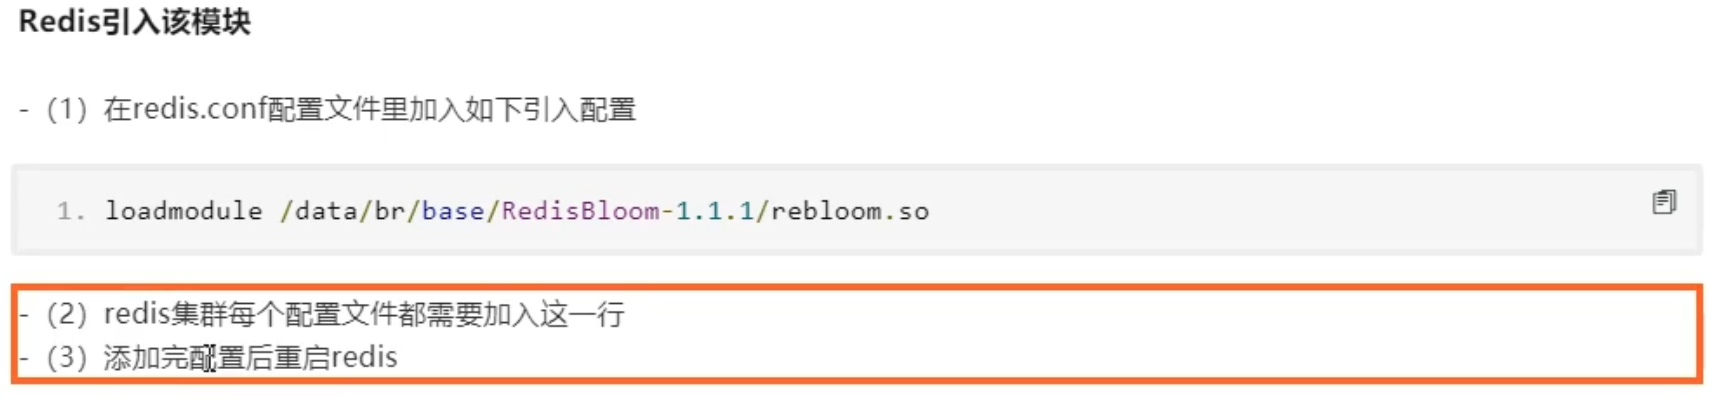 Redis引入该模块
- （1）在redis.conf配置文件里加入如下引入配置
1. loadmodule /data/br/base/RedisBloom-1.1.1/rebloom.so
- （2）redis集群每个配置文件都需要加入这一行
- （3）添加完配置后重启redis